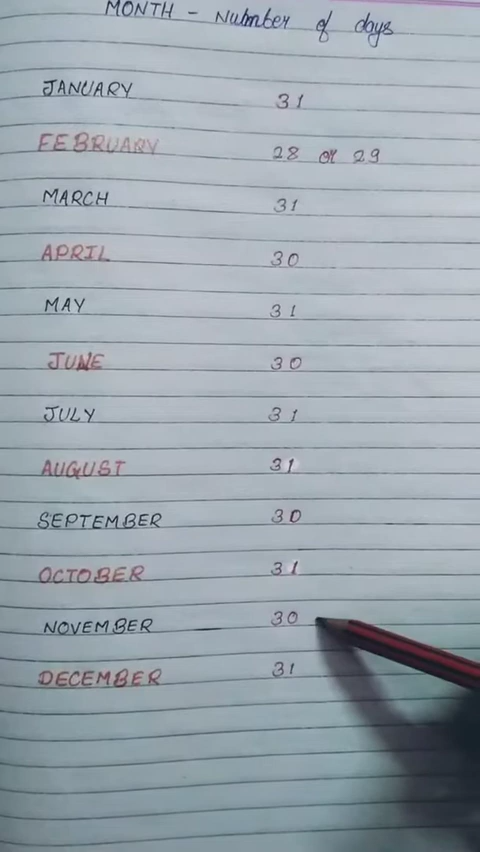 MONTH - Number of days
JANUARY 31
FEBRUARY 28 or 29
MARCH 31
APRIL 30
MAY 31
JUNE 30
JULY 31
AUGUST 31
SEPTEMBER 30
OCTOBER 31
NOVEMBER 30
DECEMBER 31